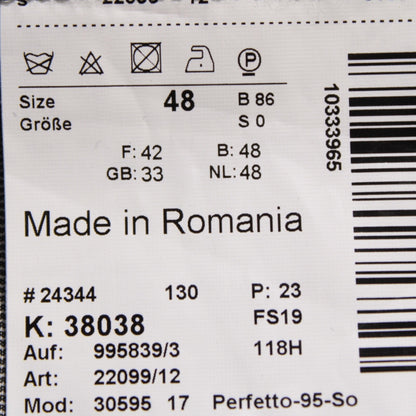 P
Size 48 B 86
Größe S 0
F: 42 B: 48
GB: 33 NL: 48
10333965
Made in Romania
# 24344 130 P: 23
K: 38038 FS19
Auf: 995839/3 118H
Art: 22099/12
Mod: 30595 17 Perfetto-95-So